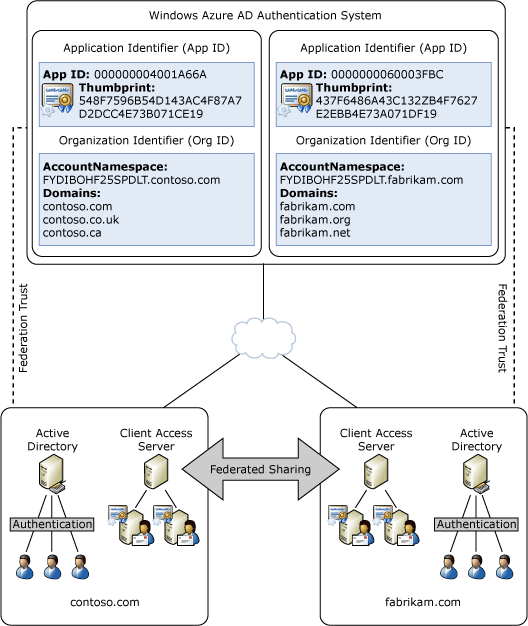 Windows Azure AD Authentication System
Application Identifier (App ID)
App ID: 000000004001A66A
Thumbprint:
548F7596B54D143AC4F87A7
D2DCC4E73B071CE19
Organization Identifier (Org ID)
AccountNamespace:
FYDIBOHF25SPDLT.contoso.com
Domains:
contoso.com
contoso.co.uk
contoso.ca
Application Identifier (App ID)
App ID: 0000000060003FBC
Thumbprint:
437F6486A43C132ZB4F7627
E2EBB4E73A071DF19
Organization Identifier (Org ID)
AccountNamespace:
FYDIBOHF25SPDLT.fabrikam.com
Domains:
fabrikam.com
fabrikam.org
fabrikam.net
Federation Trust
Federation Trust
Active
Directory
Client Access
Server
Authentication
contoso.com
Federated Sharing
Client Access
Server
Active
Directory
Authentication
fabrikam.com